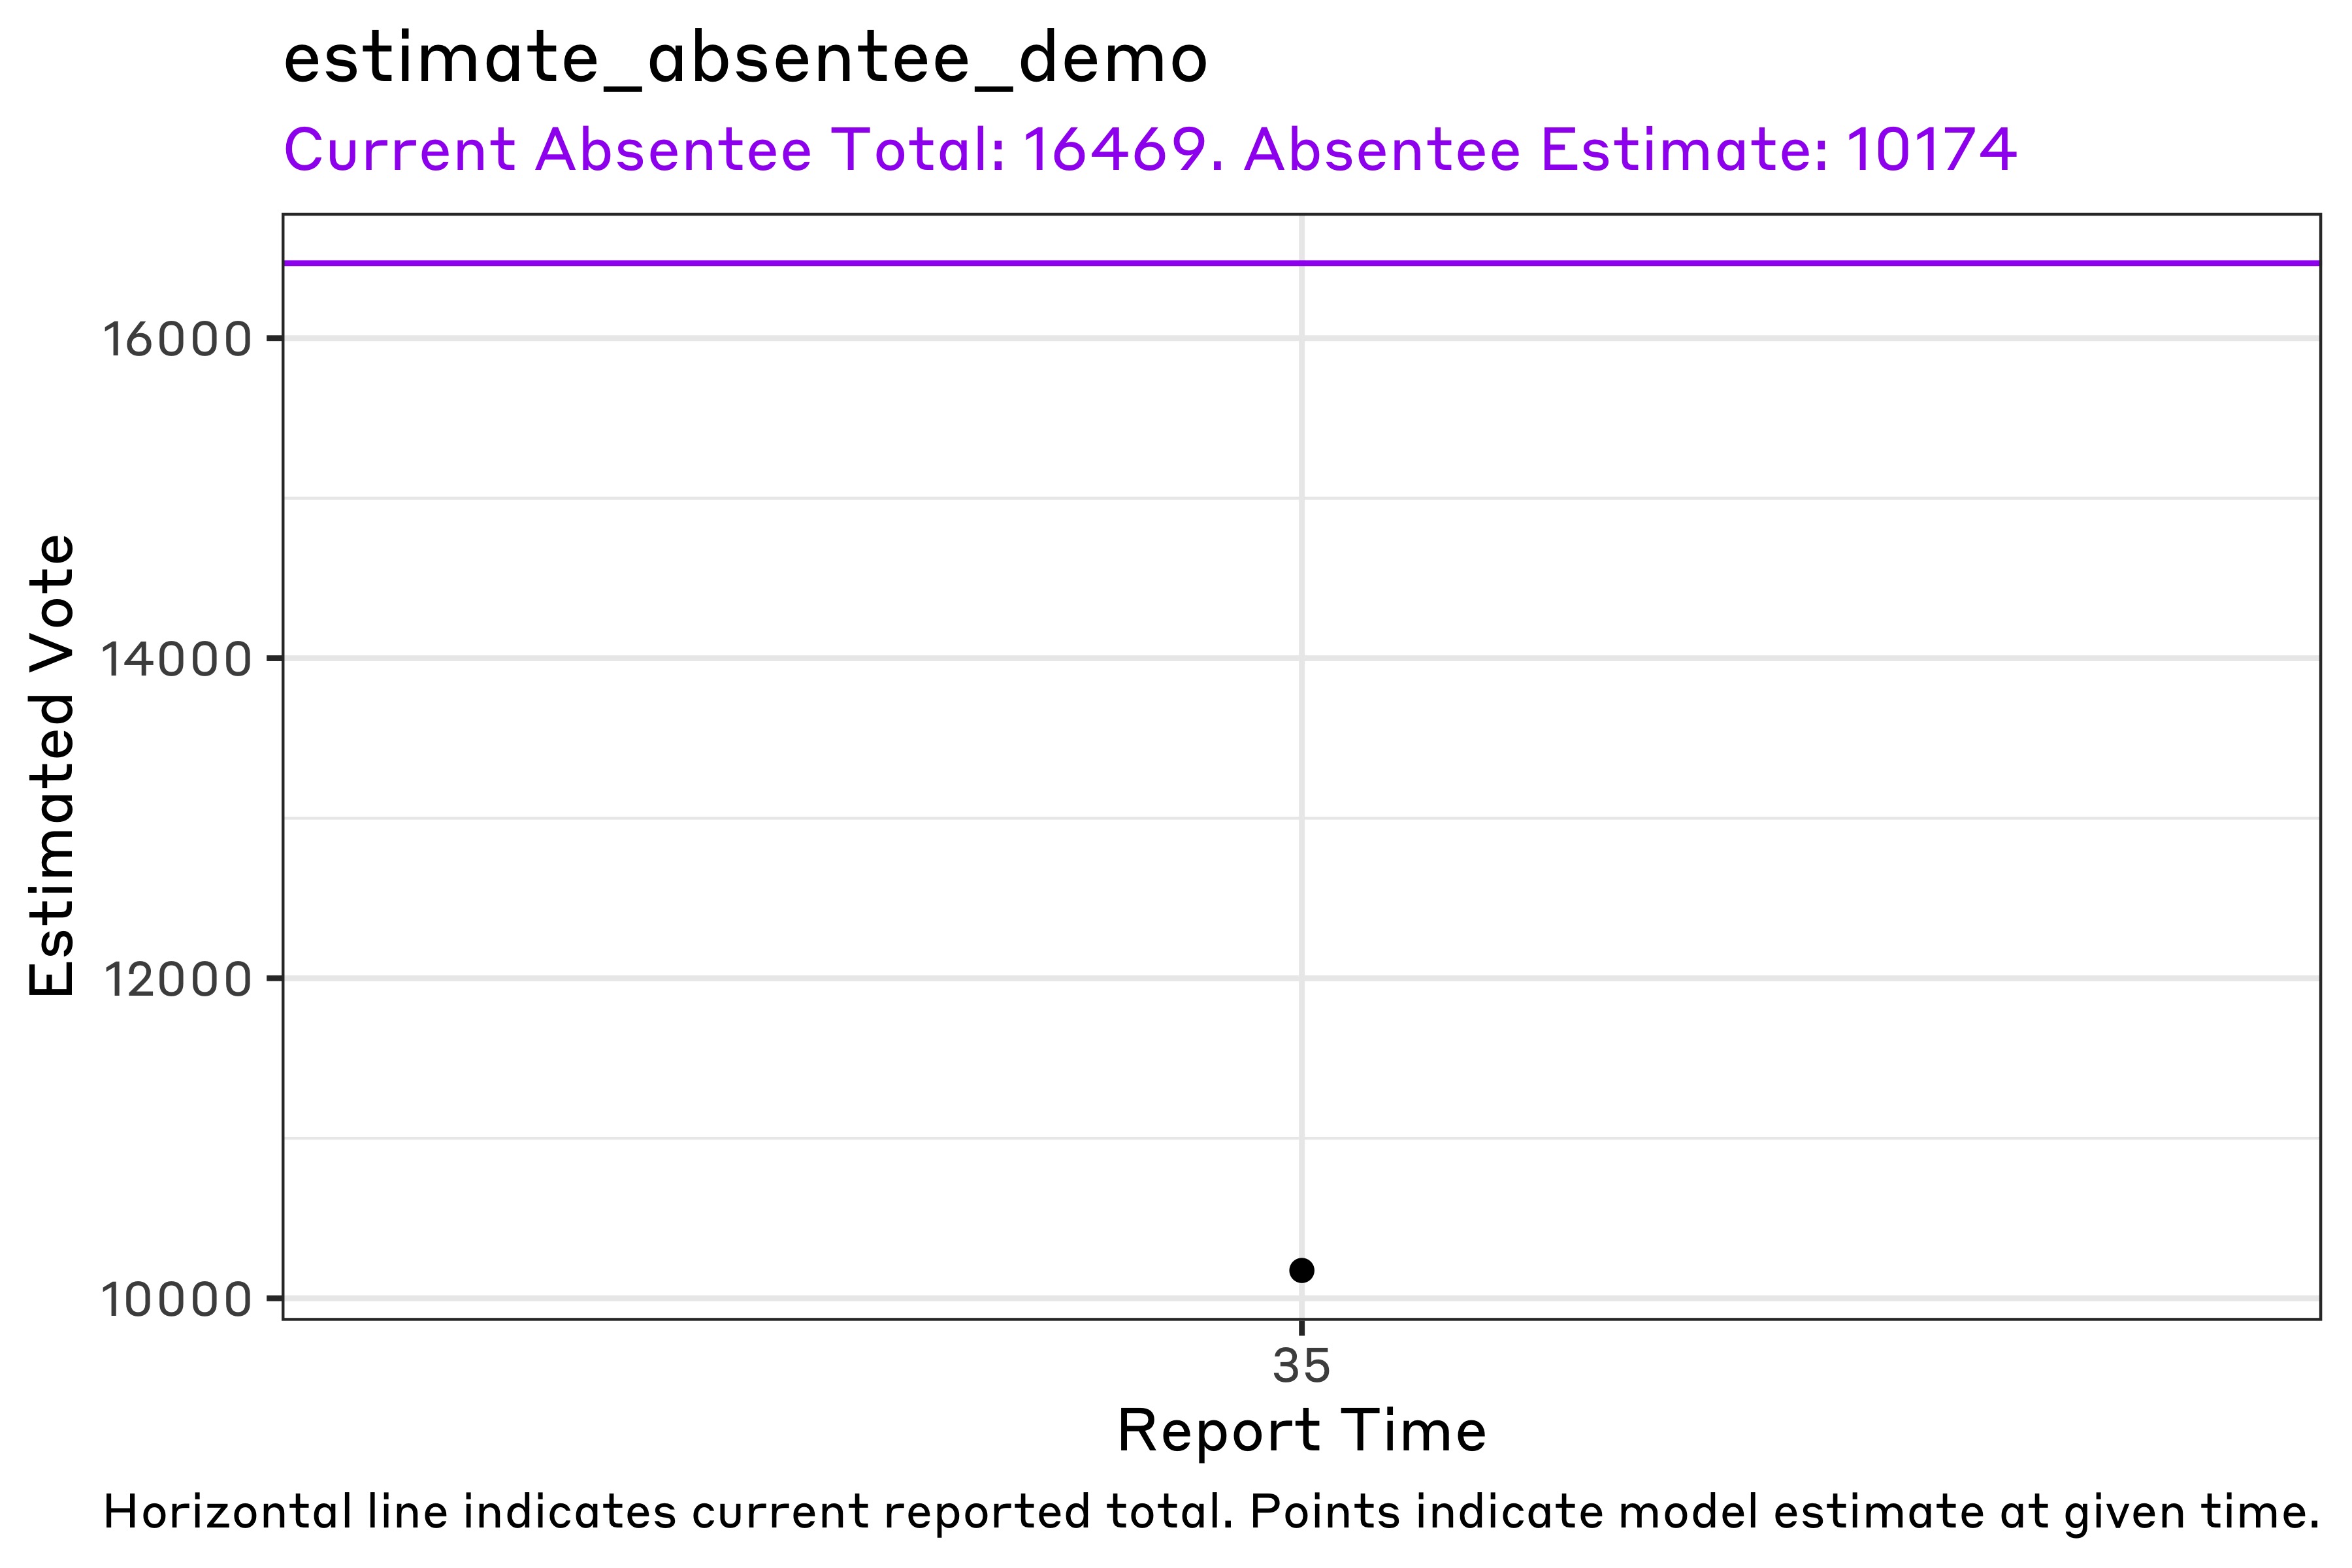 estimate_absentee_demo
Current Absentee Total: 16469. Absentee Estimate: 10174
Estimated Vote
16000
14000
12000
10000
35
Report Time
Horizontal line indicates current reported total. Points indicate model estimate at given time.